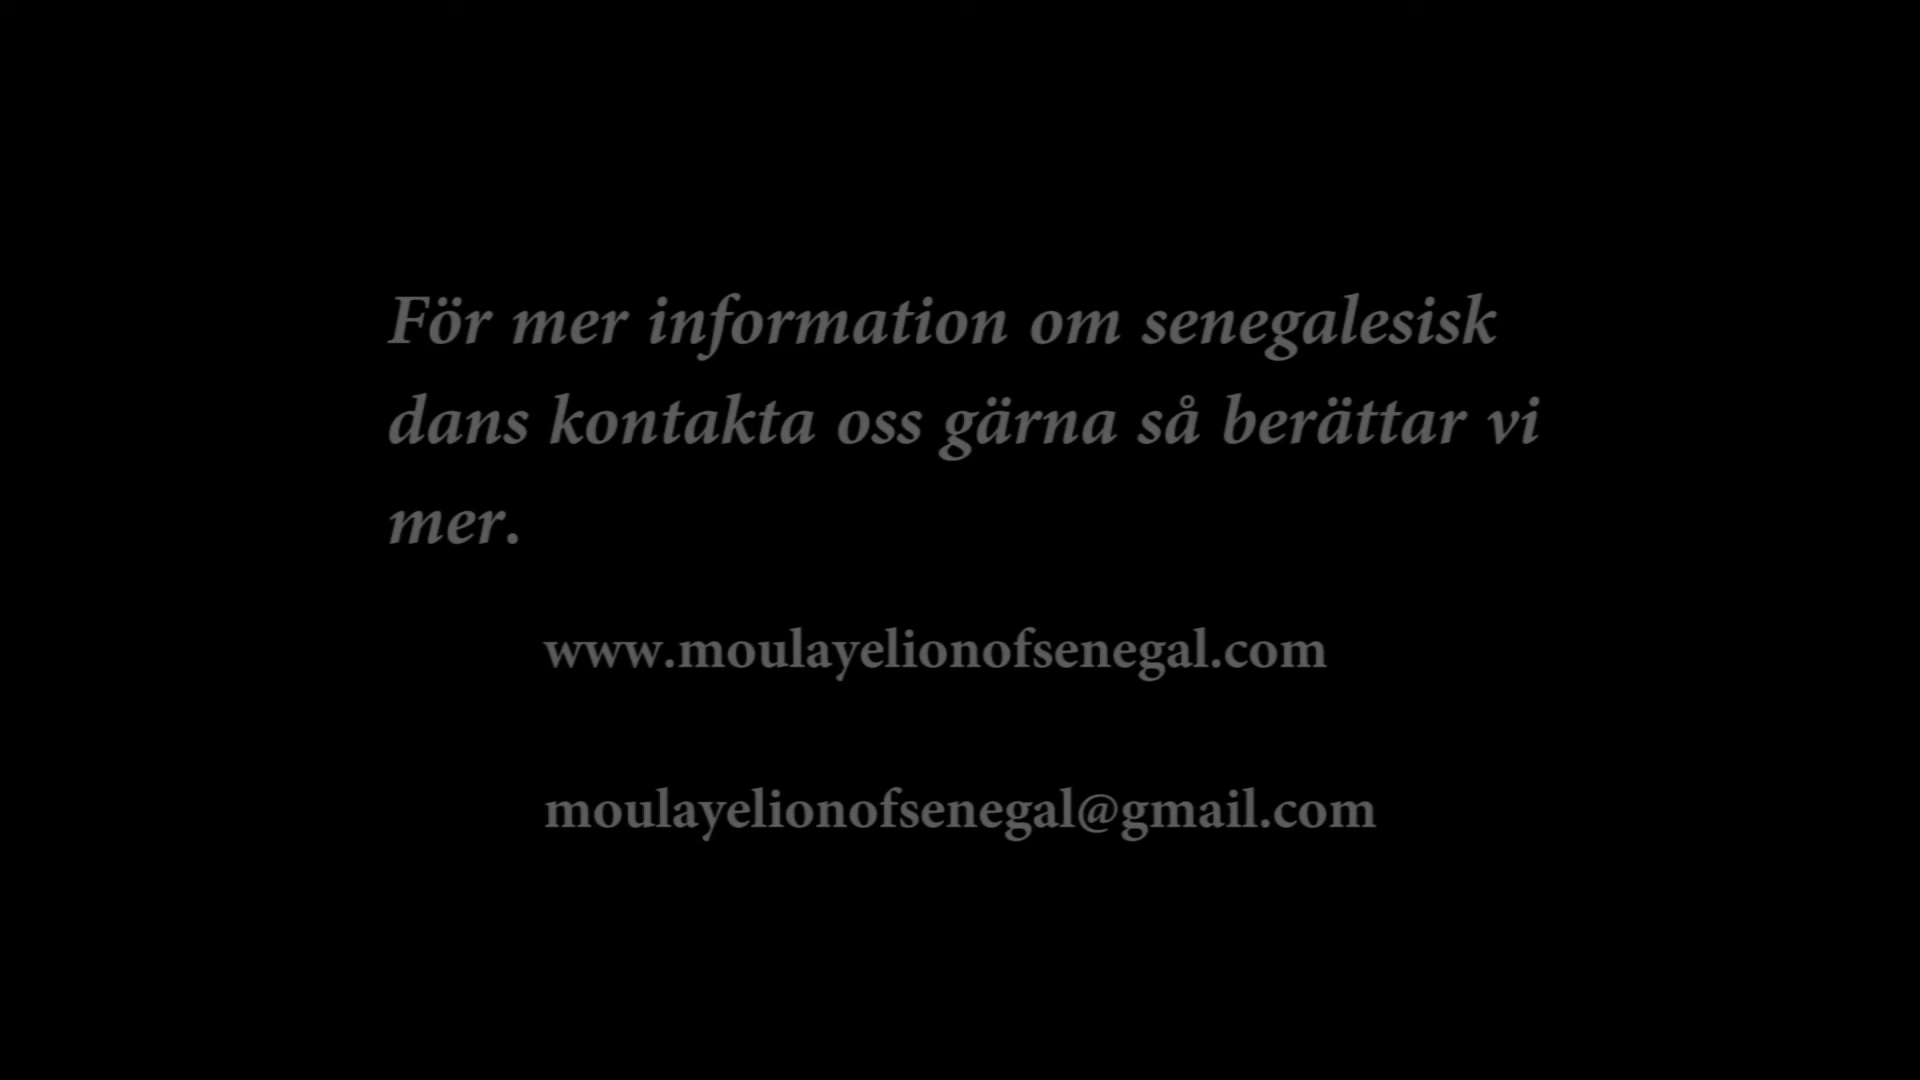 För mer information om senegalesisk
dans kontakta oss gärna så berättar vi
mer.
www.moulayelionofsenegal.com
moulayelionofsenegal@gmail.com